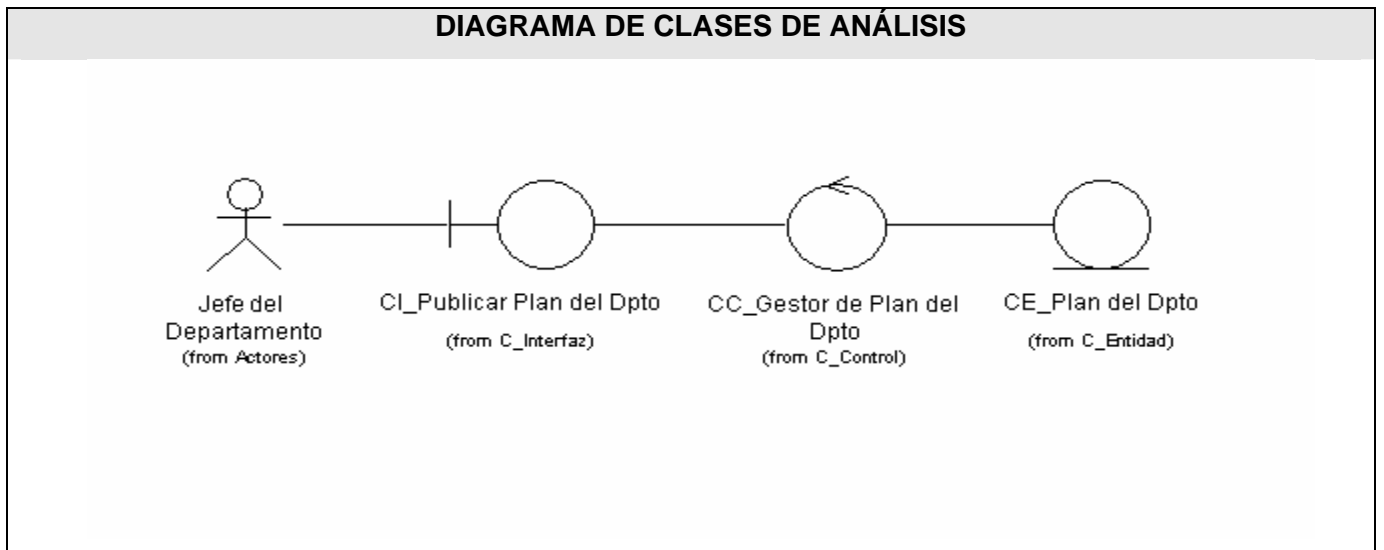 DIAGRAMA DE CLASES DE ANÁLISIS
Jefe del
Departamento
(from Actores)
CI_Publicar Plan del Dpto
(from C_Interfaz)
CC_Gestor de Plan del
Dpto
(from C_Control)
CE_Plan del Dpto
(from C_Entidad)